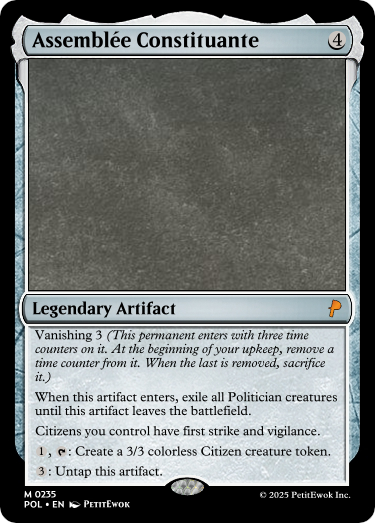 Assemblée Constituante 4
Legendary Artifact
Vanishing 3 (This permanent enters with three time
counters on it. At the beginning of your upkeep, remove
a time counter from it. When the last is removed, sacrifice
it.)
When this artifact enters, exile all Politician creatures
until this artifact leaves the battlefield.
Citizens you control have first strike and vigilance.
1, : Create a 3/3 colorless Citizen creature token.
3 : Untap this artifact.
M 0235
POL • EN PetitEwok
© 2025 PetitEwok Inc.